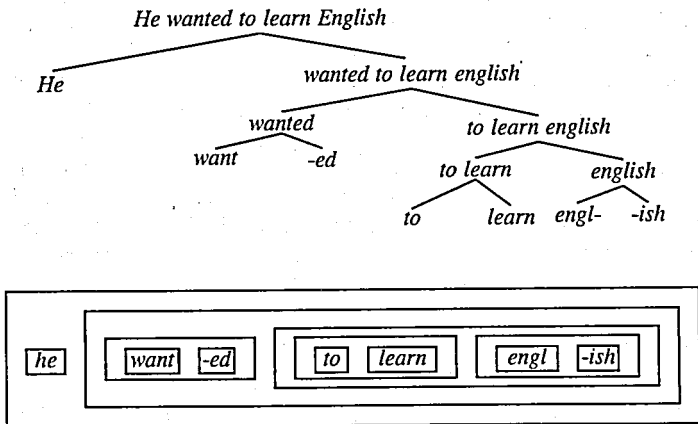 He wanted to learn English
He
wanted to learn english
wanted
to learn english
want -ed
to learn english
to learn engl- -ish
he want -ed to learn engl -ish